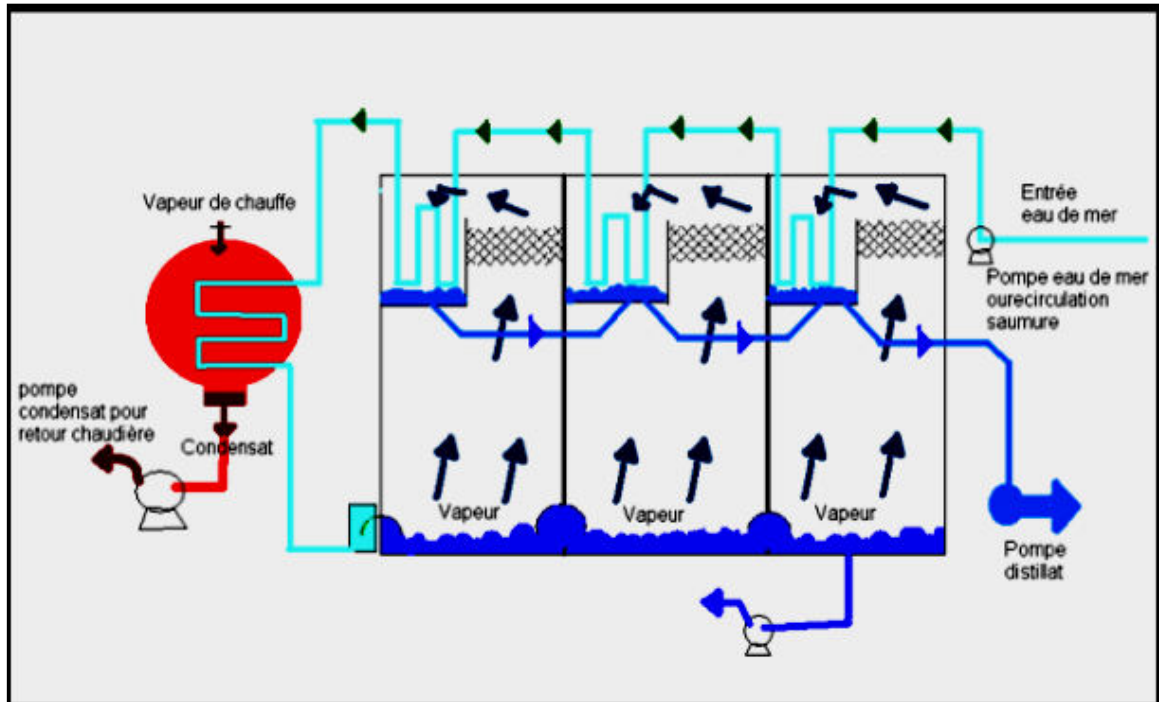 Vapeur de chauffe
Entrée
eau de mer
Pompe eau de mer
ourecirculation
saumure
pompe
condensat pour
retour chaudière
Condensat
Vapeur
Vapeur
Vapeur
Pompe
distillat